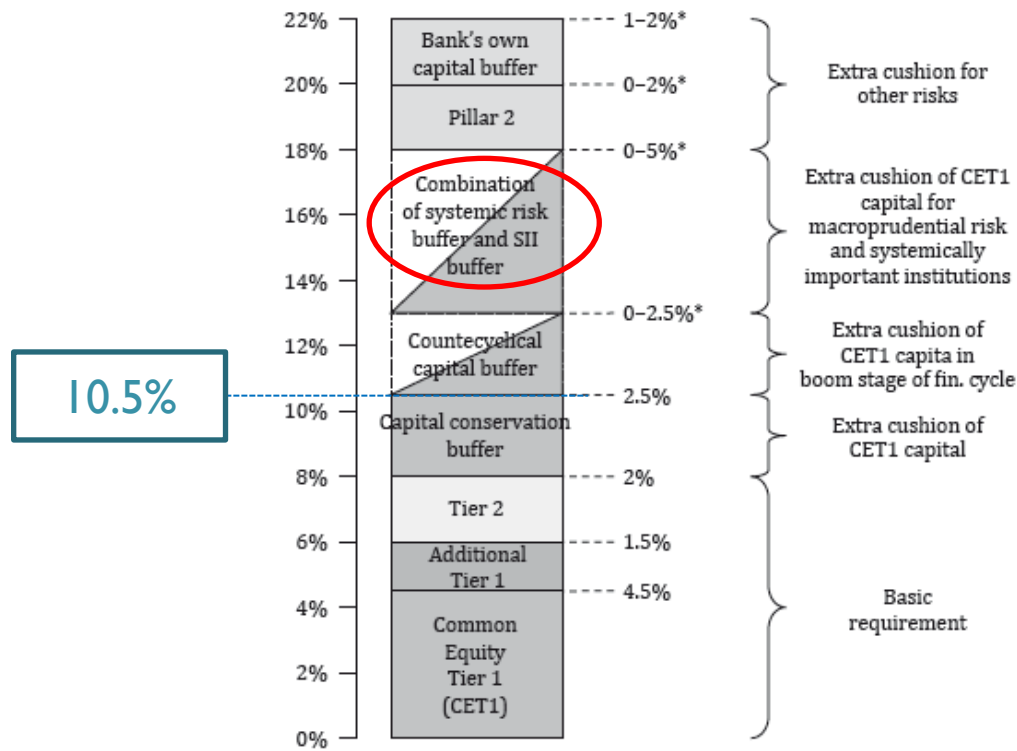 22%
20%
18%
16%
14%
12%
10%
8%
6%
4%
2%
0%
10.5%
Bank's own
capital buffer
Pillar 2
Combination
of systemic risk
buffer and SII
buffer
Countecyclical
capital buffer
Capital conservation
buffer
Tier 2
Additional
Tier 1
Common
Equity
Tier 1
(CET1)
1–2%*
0–2%*
0–5%*
0–2.5%*
2.5%
2%
1.5%
4.5%
Extra cushion for
other risks
Extra cushion of CET1
capital for
macroprudential risk
and systemically
important institutions
Extra cushion of
CET1 capita in
boom stage of fin. cycle
Extra cushion of
CET1 capital
Basic
requirement